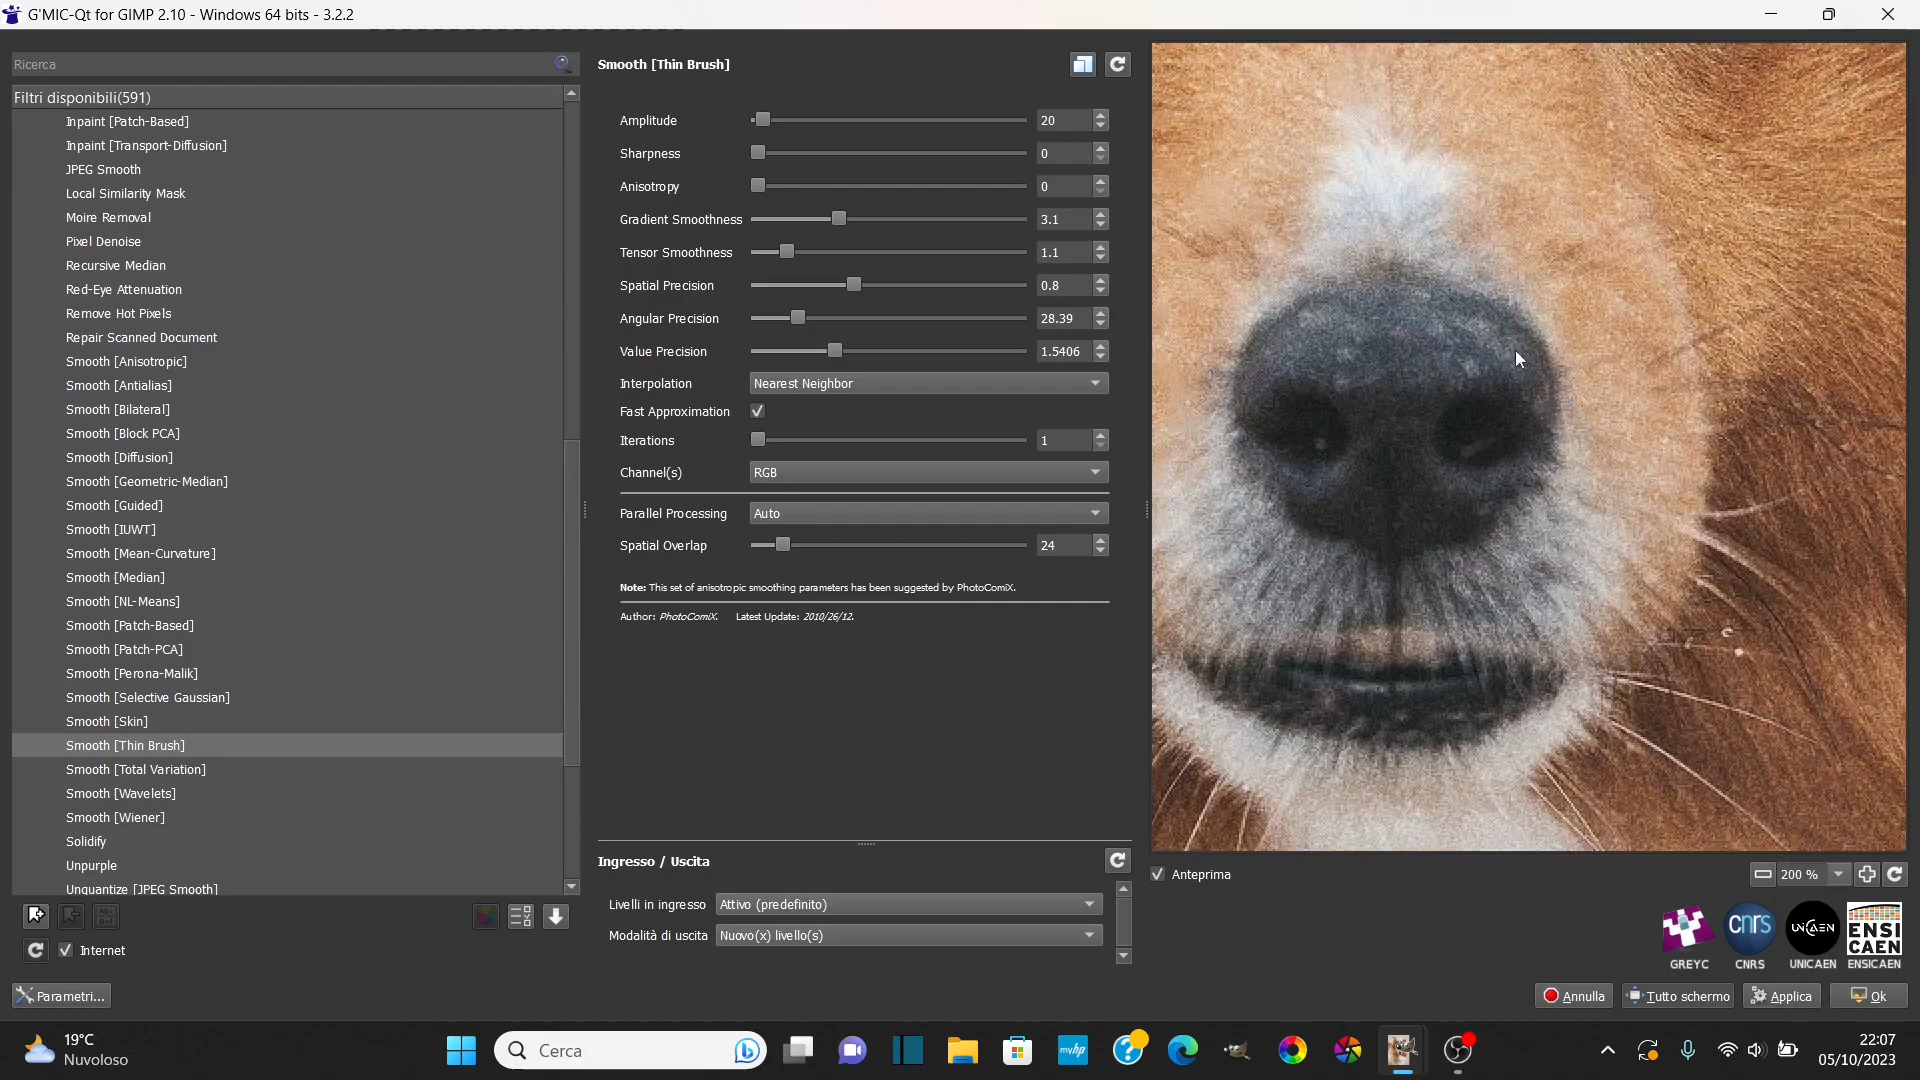 G'MIC-Qt for GIMP 2.10 - Windows 64 bits - 3.2.2
Ricerca
Filtri disponibili(591)
Inpaint [Patch-Based]
Inpaint [Transport-Diffusion]
JPEG Smooth
Local Similarity Mask
Moire Removal
Pixel Denoise
Recursive Median
Red-Eye Attenuation
Remove Hot Pixels
Repair Scanned Document
Smooth [Anisotropic]
Smooth [Antialias]
Smooth [Bilateral]
Smooth [Block PCA]
Smooth [Diffusion]
Smooth [Geometric-Median]
Smooth [Guided]
Smooth [IUWT]
Smooth [Mean-Curvature]
Smooth [Median]
Smooth [NL-Means]
Smooth [Patch-Based]
Smooth [Patch-PCA]
Smooth [Perona-Malik]
Smooth [Selective Gaussian]
Smooth [Skin]
Smooth [Thin Brush]
Smooth [Total Variation]
Smooth [Wavelets]
Smooth [Wiener]
Solidify
Unpurple
Unquantize [JPEG Smooth]
Internet
Parametri...
Smooth [Thin Brush]
Amplitude 20
Sharpness 0
Anisotropy 0
Gradient Smoothness 3.1
Tensor Smoothness 1.1
Spatial Precision 0.8
Angular Precision 28.39
Value Precision 1.5406
Interpolation Nearest Neighbor
Fast Approximation
Iterations 1
Channel(s) RGB
Parallel Processing Auto
Spatial Overlap 24
Note: This set of anisotropic smoothing parameters has been suggested by PhotoComiX.
Author: PhotoComiX. Latest Update: 2010/26/12.
Ingresso / Uscita
Livelli in ingresso Attivo (predefinito)
Modalità di uscita Nuovo(x) livello(s)
Anteprima
200 %
cnrs
UNICAEN
ENSI
CAEN
GREYC CNRS UNICAEN ENSICAEN
Annulla Tutto schermo Applica Ok
19°C
Nuvoloso
Cerca
myhp
22:07
05/10/2023